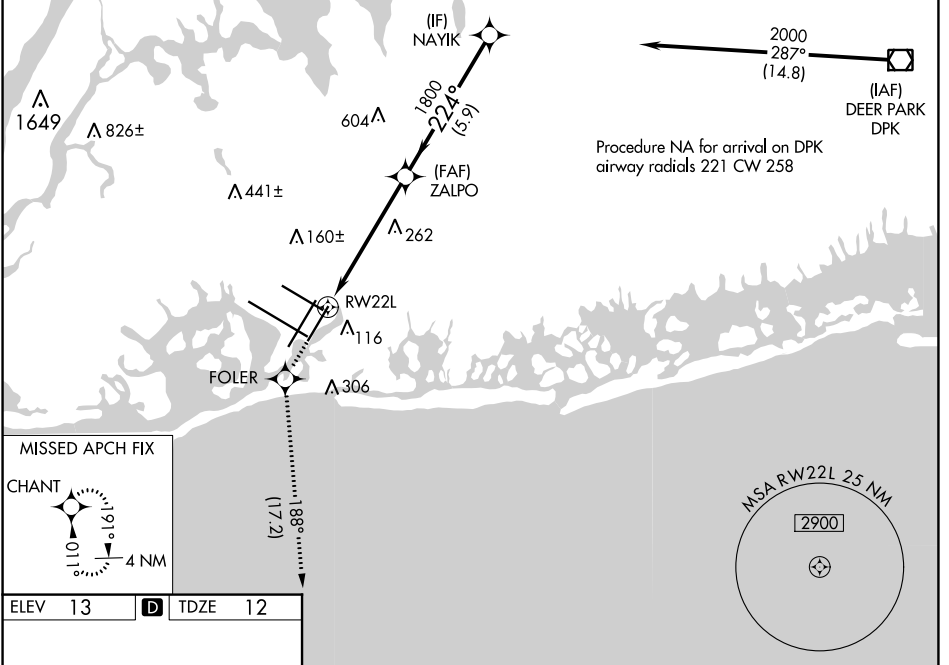 (IF)
NAYIK
2000
287°
(14.8)
(IAF)
DEER PARK
DPK
1649
826±
604
1800
224°
(5.9)
Procedure NA for arrival on DPK
airway radials 221 CW 258
(FAF)
ZALPO
441±
160±
262
RW22L
116
FOLER
306
188°
(17.2)
MISSED APCH FIX
CHANT
191°
011°
4 NM
MSA RW22L 25 NM
2900
ELEV 13 D TDZE 12